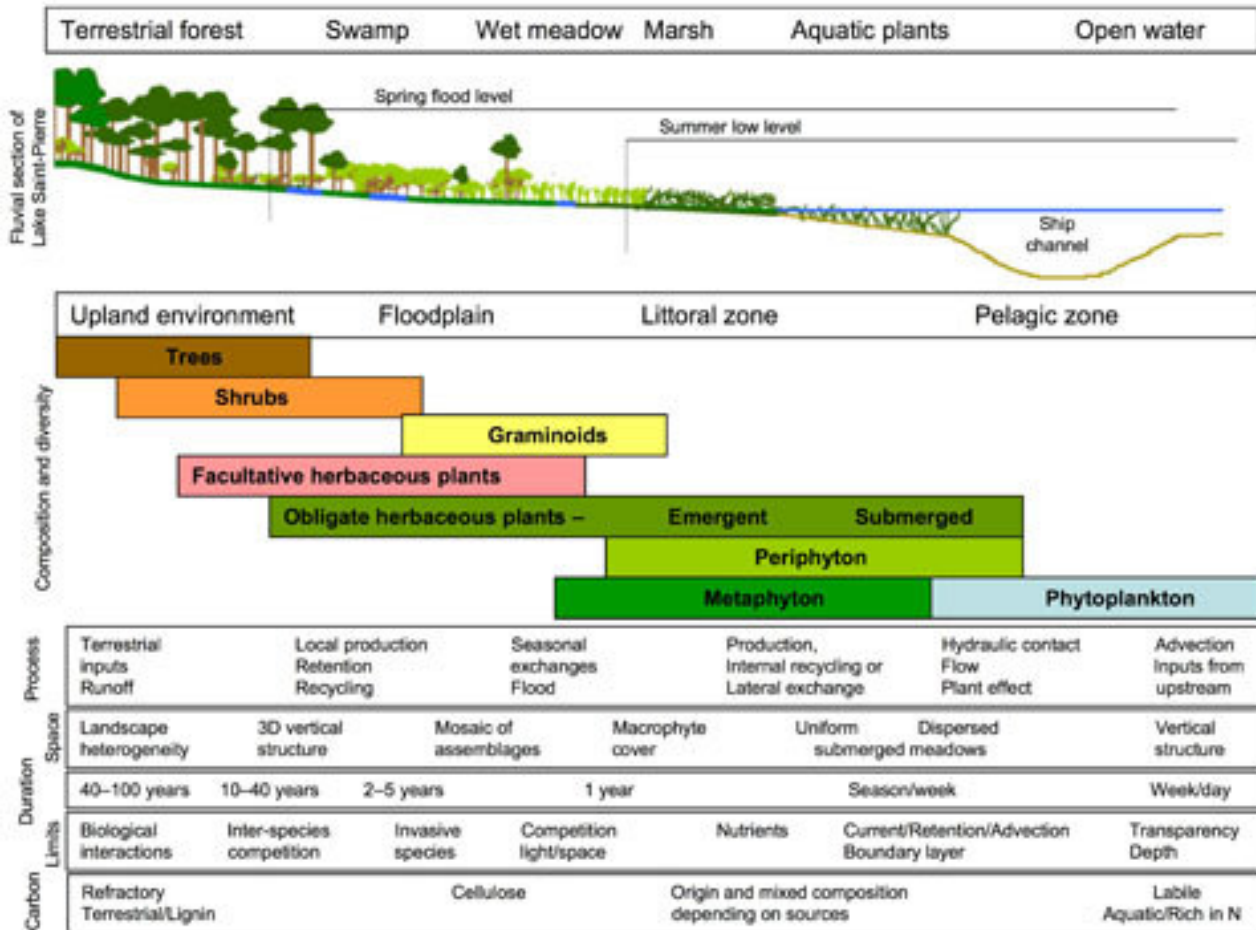 Terrestrial forest Swamp Wet meadow Marsh Aquatic plants Open water
Fluvial section of
Lake Saint-Pierre
Spring flood level
Summer low level
Ship
channel
Upland environment Floodplain Littoral zone Pelagic zone
Composition and diversity
Trees
Shrubs
Graminoids
Facultative herbaceous plants
Obligate herbaceous plants – Emergent Submerged
Periphyton
Metaphyton Phytoplankton
Process
Terrestrial Local production Seasonal Production, Hydraulic contact Advection
inputs Retention exchanges Internal recycling or Flow Inputs from
Runoff Recycling Flood Lateral exchange Plant effect upstream
Space
Landscape 3D vertical Mosaic of Macrophyte Uniform Dispersed Vertical
heterogeneity structure assemblages cover submerged meadows structure
Duration
40–100 years 10–40 years 2–5 years 1 year Season/week Week/day
Limits
Biological Inter-species Invasive Competition Nutrients Current/Retention/Advection Transparency
interactions competition species light/space Boundary layer Depth
Carbon
Refractory Cellulose Origin and mixed composition Labile
Terrestrial/Lignin depending on sources Aquatic/Rich in N